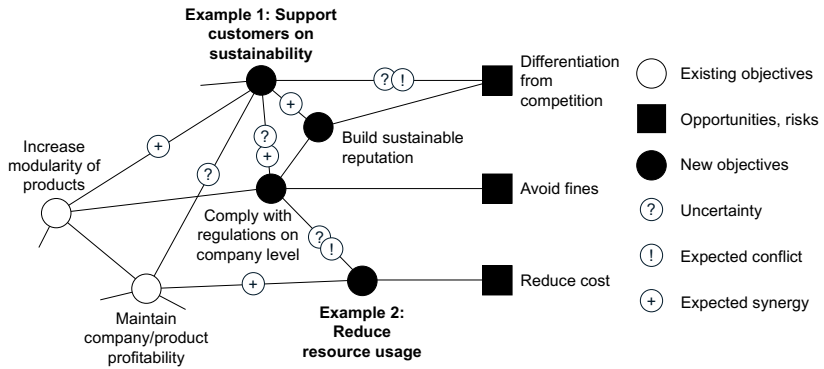 Example 1: Support
customers on
sustainability
? !
Differentiation
from
competition
Existing objectives
+
Opportunities, risks
Increase
modularity of
products
+
?
+
Build sustainable
reputation
New objectives
?
Avoid fines
Uncertainty
?
Comply with
regulations on
company level
? !
Expected conflict
!
+
Reduce cost
Expected synergy
+
Maintain
company/product
profitability
Example 2:
Reduce
resource usage